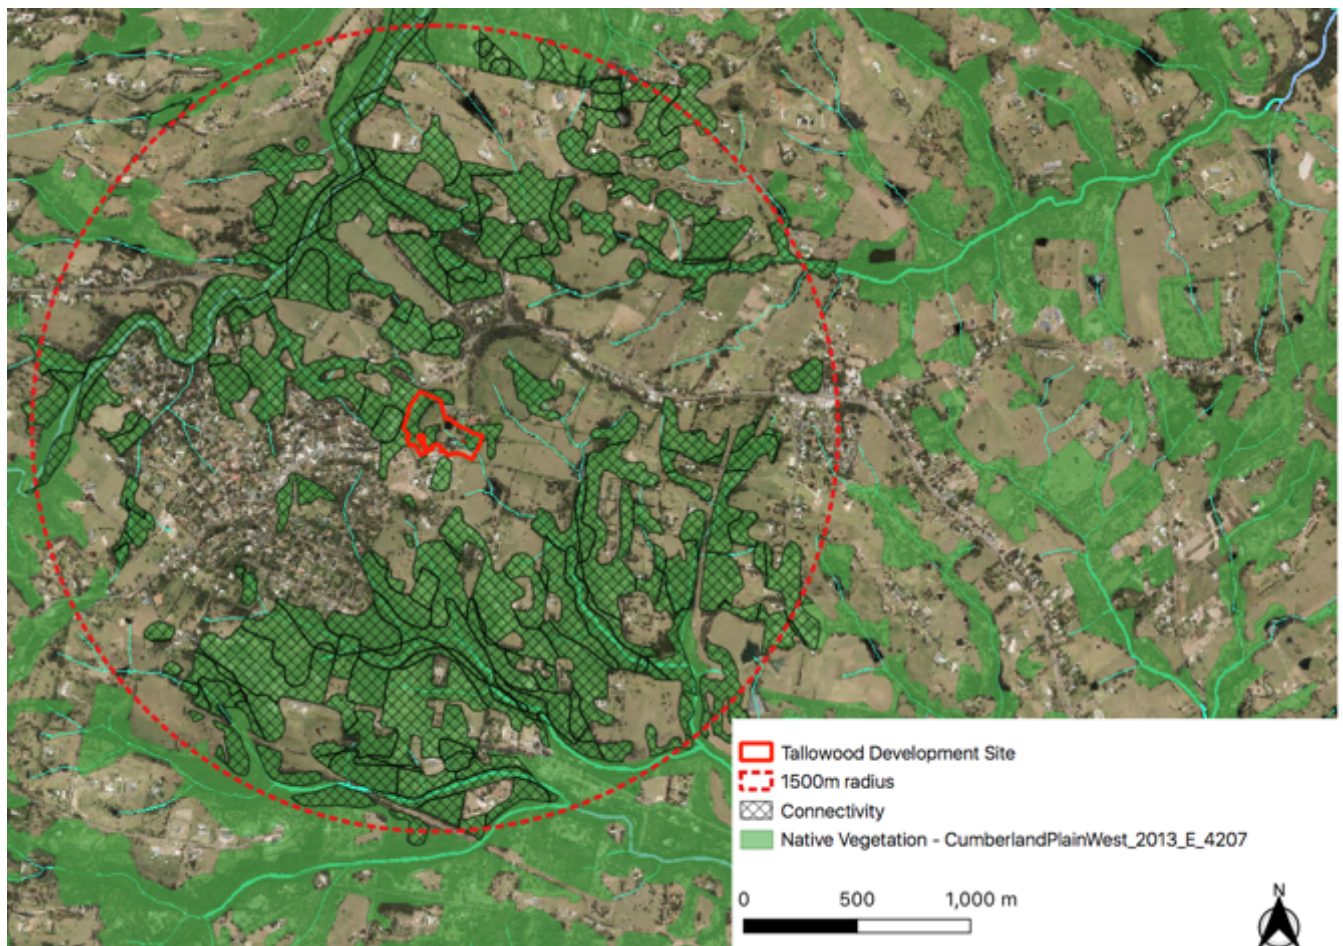 Tallowood Development Site
1500m radius
Connectivity
Native Vegetation - CumberlandPlainWest_2013_E_4207
0 500 1,000 m
N